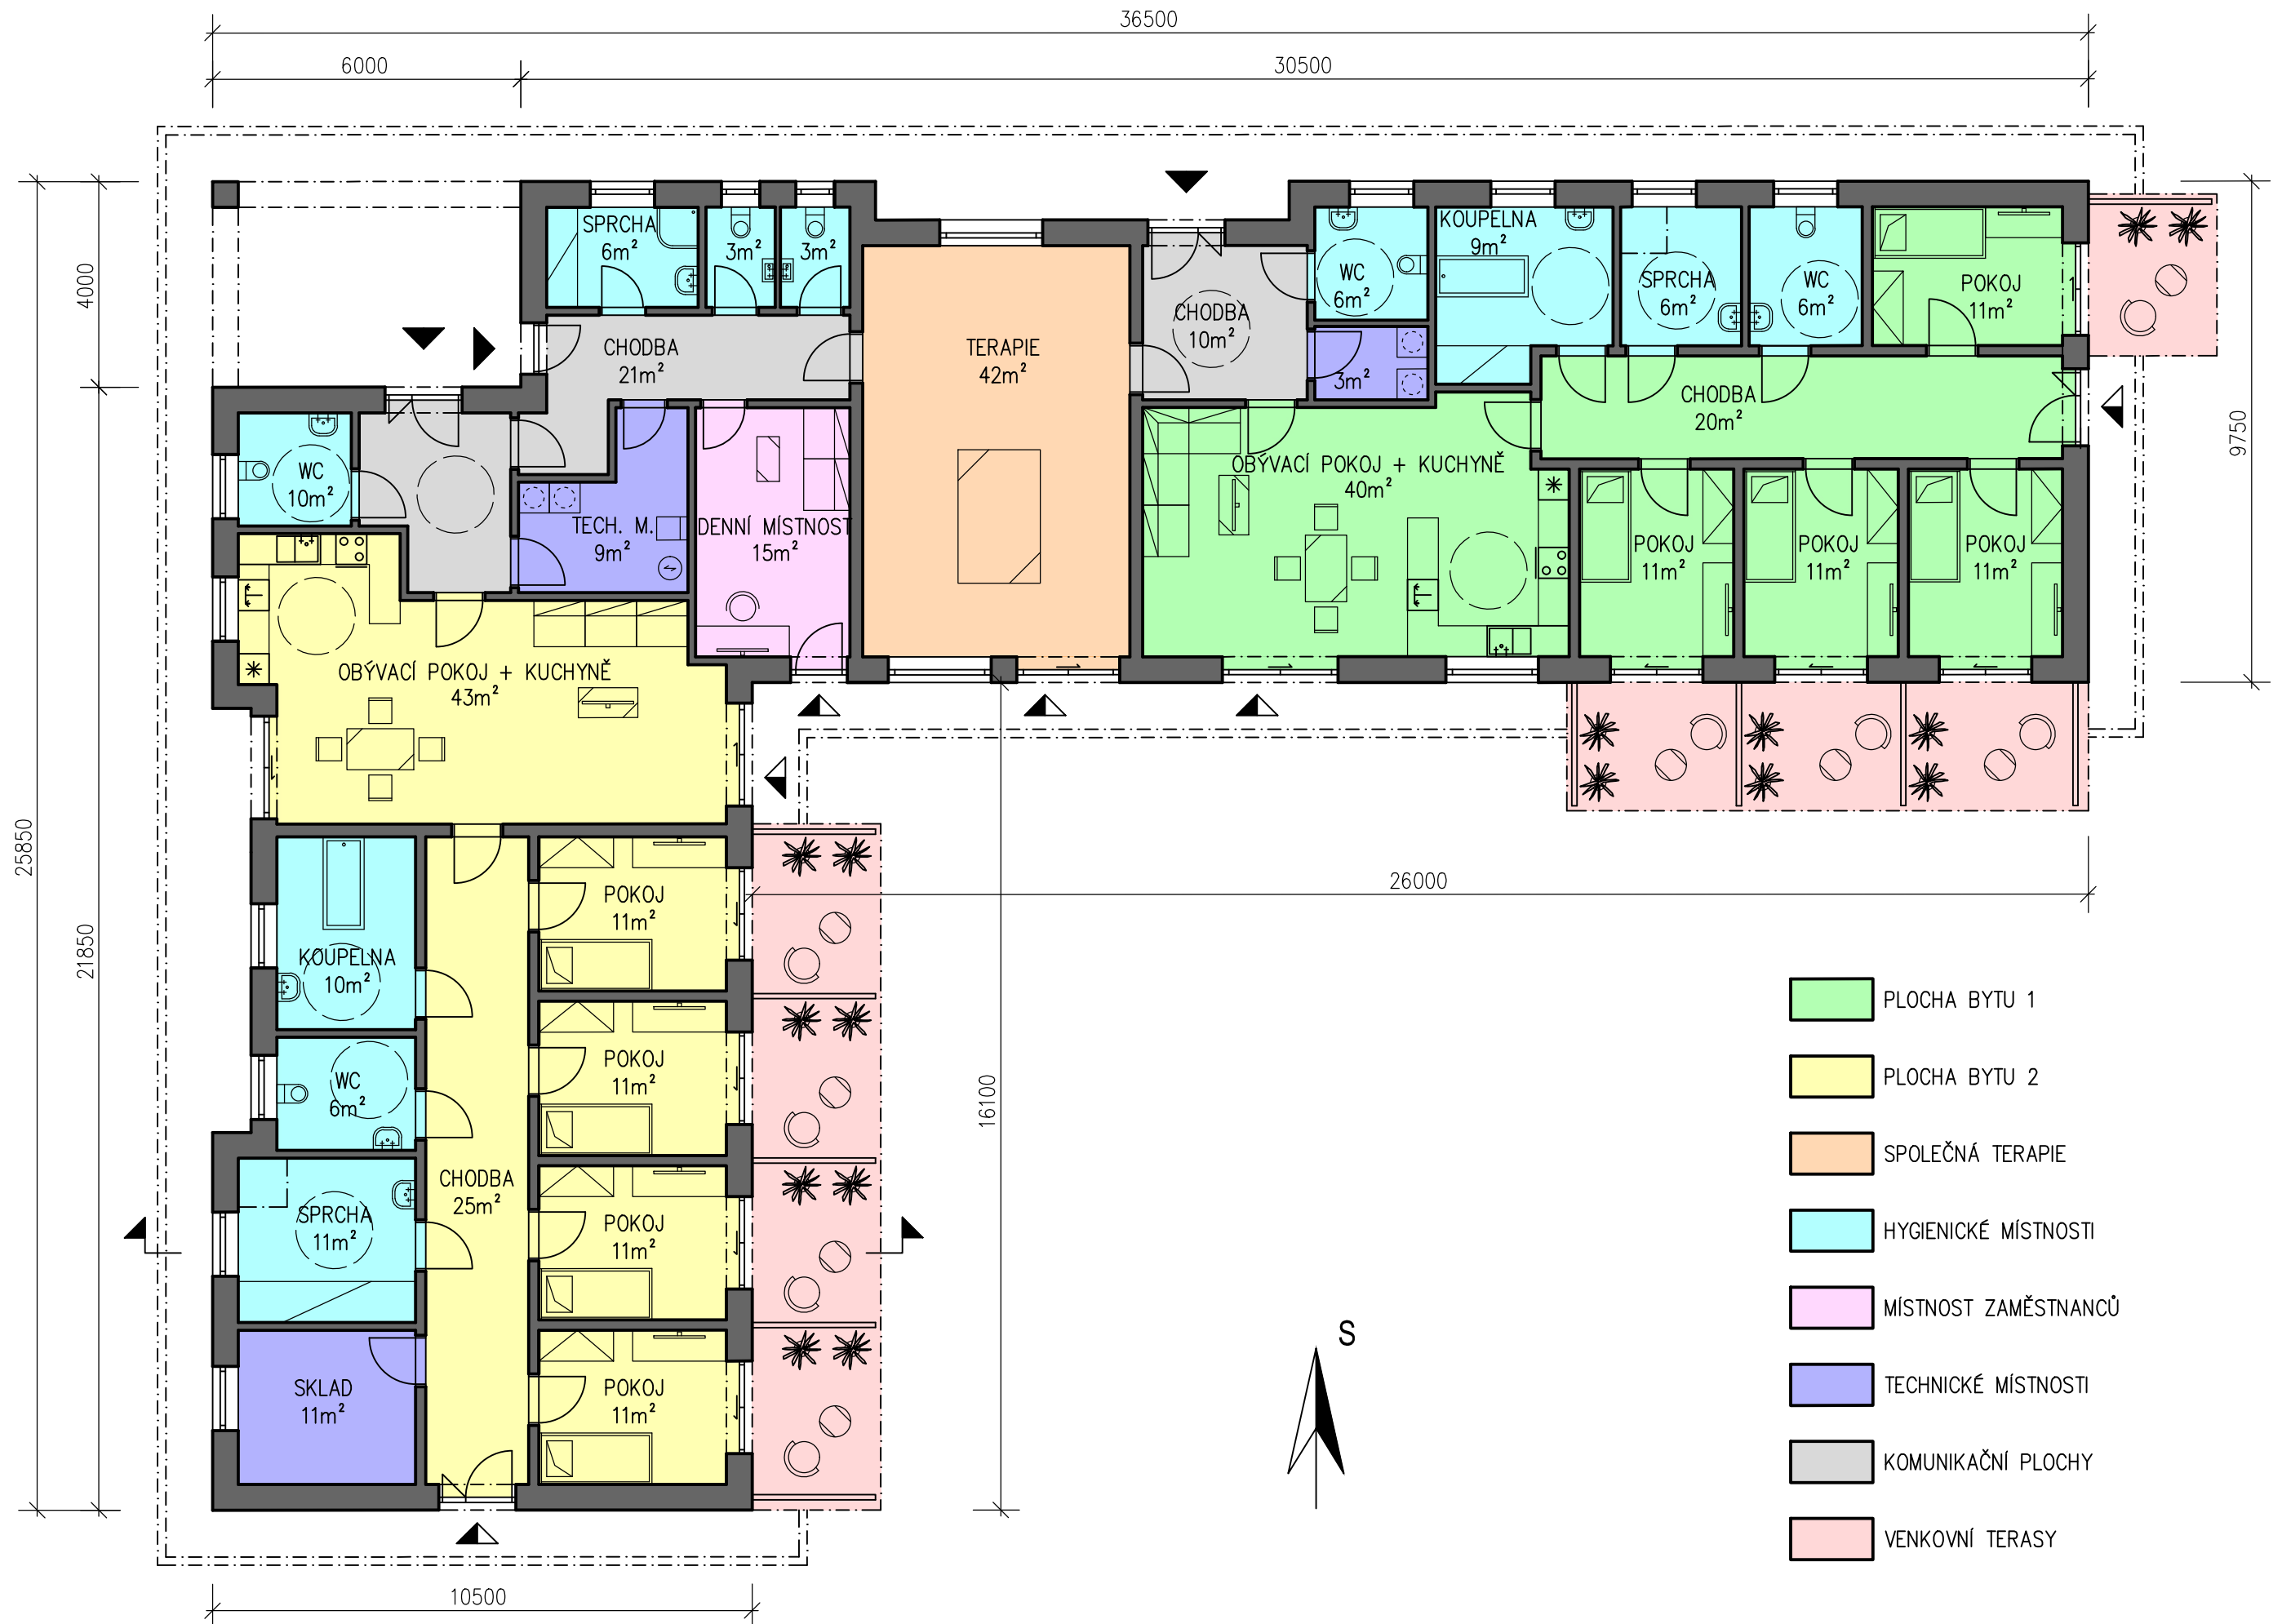 36500
6000
30500
4000
25850
21850
9750
SPRCHA
6m²
3m²
3m²
CHODBA
21m²
TERAPIE
42m²
CHODBA
10m²
WC
6m²
3m²
KOUPELNA
9m²
SPRCHA
6m²
WC
6m²
POKOJ
11m²
CHODBA
20m²
WC
10m²
TECH. M.
9m²
DENNÍ MÍSTNOST
15m²
OBÝVACÍ POKOJ + KUCHYNĚ
40m²
POKOJ
11m²
POKOJ
11m²
POKOJ
11m²
OBÝVACÍ POKOJ + KUCHYNĚ
43m²
26000
16100
KOUPELNA
10m²
POKOJ
11m²
WC
6m²
POKOJ
11m²
CHODBA
25m²
SPRCHA
11m²
POKOJ
11m²
SKLAD
11m²
POKOJ
11m²
10500
S
PLOCHA BYTU 1
PLOCHA BYTU 2
SPOLEČNÁ TERAPIE
HYGIENICKÉ MÍSTNOSTI
MÍSTNOST ZAMĚSTNANCŮ
TECHNICKÉ MÍSTNOSTI
KOMUNIKAČNÍ PLOCHY
VENKOVNÍ TERASY